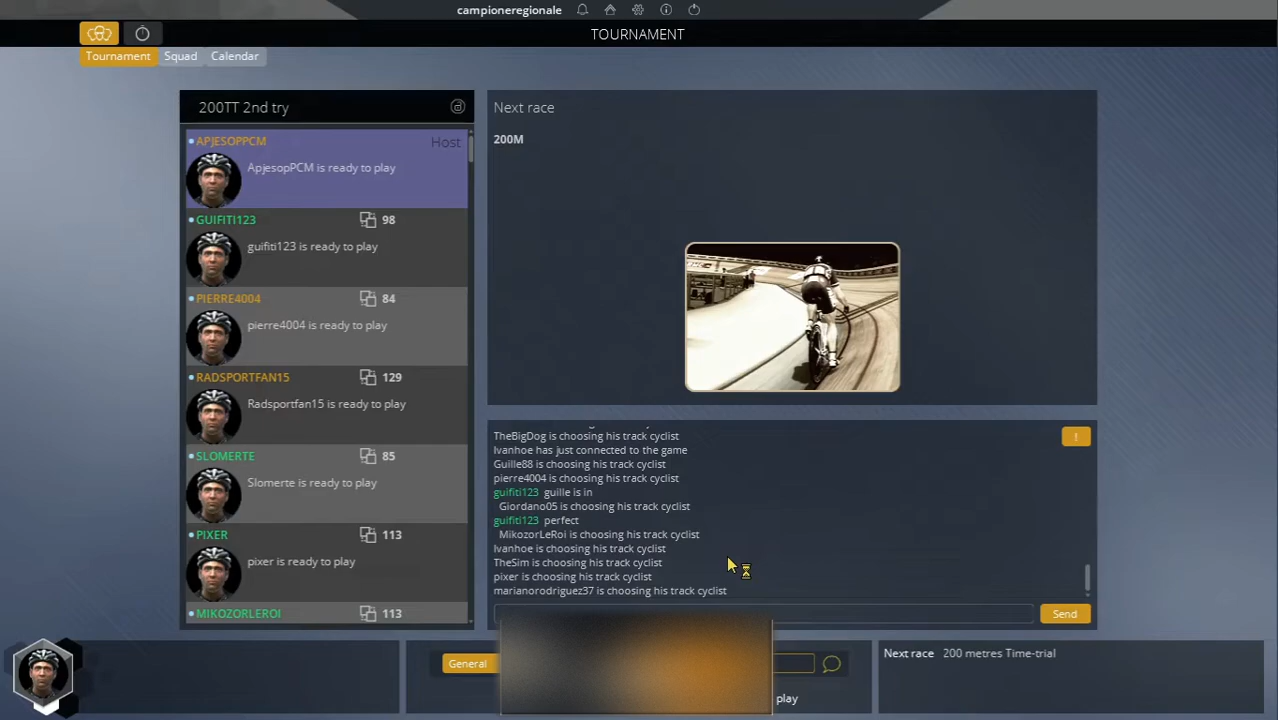 campioneregionale
TOURNAMENT
Tournament Squad Calendar
200TT 2nd try
APJESOPPCM Host
ApjesopPCM is ready to play
GUIFITI123 98
guifiti123 is ready to play
PIERRE4004 84
pierre4004 is ready to play
RADSPORTFAN15 129
Radsportfan15 is ready to play
SLOMERTE 85
Slomerte is ready to play
PIXER 113
pixer is ready to play
MIKOZORLEROI 113
Next race
200M
TheBigDog is choosing his track cyclist
Ivanhoe has just connected to the game
Guille88 is choosing his track cyclist
pierre4004 is choosing his track cyclist
guifiti123 guille is in
Giordano05 is choosing his track cyclist
guifiti123 perfect
MikozorLeRoi is choosing his track cyclist
Ivanhoe is choosing his track cyclist
TheSim is choosing his track cyclist
pixer is choosing his track cyclist
marianorodriguez37 is choosing his track cyclist
!
Send
General
play
Next race 200 metres Time-trial